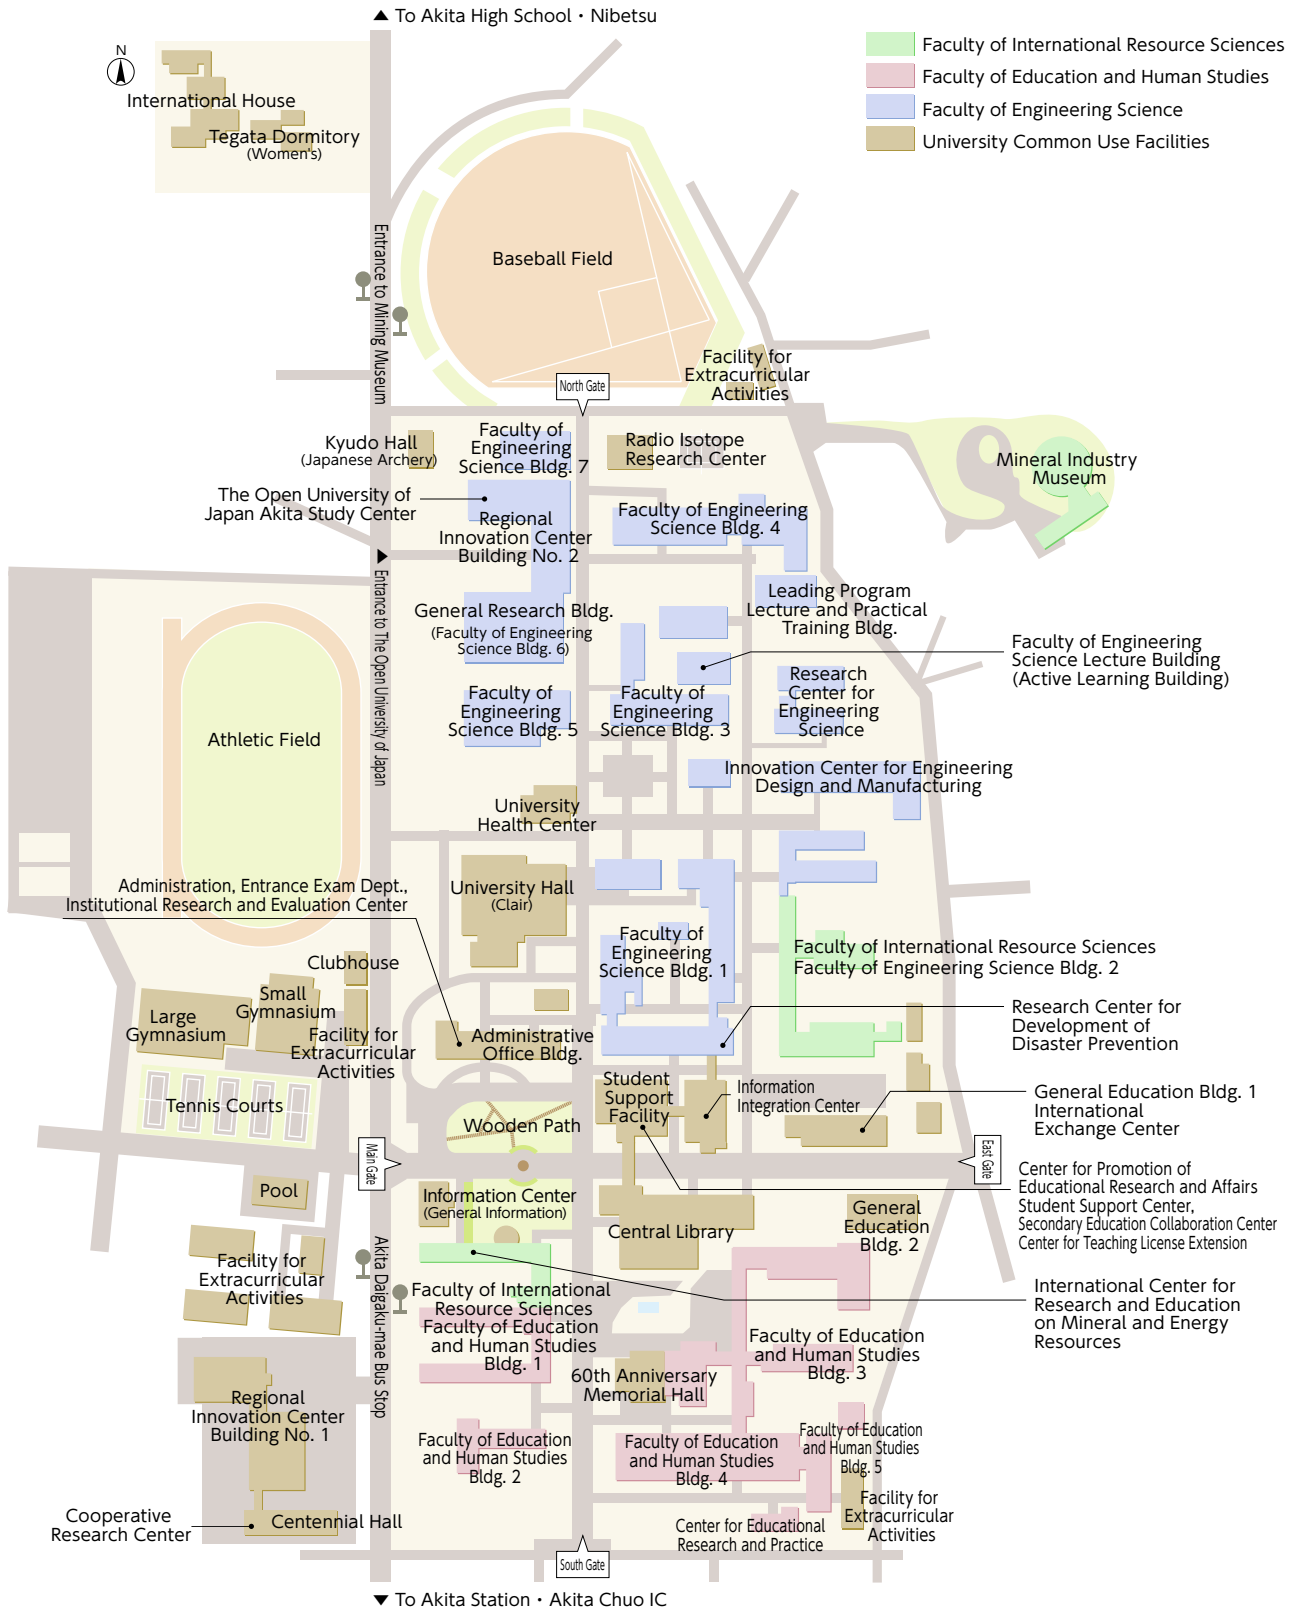 ▲ To Akita High School・Nibetsu
N
Faculty of International Resource Sciences
Faculty of Education and Human Studies
Faculty of Engineering Science
University Common Use Facilities
International House
Tegata Dormitory
(Women's)
Entrance to Mining Museum
Baseball Field
Facility for
Extracurricular
Activities
North Gate
Kyudo Hall
(Japanese Archery)
Faculty of
Engineering
Science Bldg. 7
Radio Isotope
Research Center
Mineral Industry
Museum
The Open University of
Japan Akita Study Center
Regional
Innovation Center
Building No. 2
Faculty of Engineering
Science Bldg. 4
▶ Entrance to The Open University of Japan
General Research Bldg.
(Faculty of Engineering
Science Bldg. 6)
Leading Program
Lecture and Practical
Training Bldg.
Faculty of Engineering
Science Lecture Building
(Active Learning Building)
Faculty of
Engineering
Science Bldg. 5
Faculty of
Engineering
Science Bldg. 3
Research
Center for
Engineering
Science
Athletic Field
Innovation Center for Engineering
Design and Manufacturing
University
Health Center
Administration, Entrance Exam Dept.,
Institutional Research and Evaluation Center
University Hall
(Clair)
Faculty of
Engineering
Science Bldg. 1
Faculty of International Resource Sciences
Faculty of Engineering Science Bldg. 2
Clubhouse
Small
Gymnasium
Large
Gymnasium
Facility for
Extracurricular
Activities
Administrative
Office Bldg.
Research Center for
Development of
Disaster Prevention
Student
Support
Facility
Information
Integration Center
General Education Bldg. 1
International
Exchange Center
Tennis Courts
Wooden Path
Main Gate
East Gate
Center for Promotion of
Educational Research and Affairs
Student Support Center,
Secondary Education Collaboration Center
Center for Teaching License Extension
Pool
Information Center
(General Information)
Central Library
General
Education
Bldg. 2
Facility for
Extracurricular
Activities
Akita Daigaku-mae Bus Stop
Faculty of International
Resource Sciences
Faculty of Education
and Human Studies
Bldg. 1
International Center for
Research and Education
on Mineral and Energy
Resources
Faculty of Education
and Human Studies
Bldg. 3
60th Anniversary
Memorial Hall
Regional
Innovation Center
Building No. 1
Faculty of Education
and Human Studies
Bldg. 2
Faculty of Education
and Human Studies
Bldg. 4
Faculty of Education
and Human Studies
Bldg. 5
Cooperative
Research Center
Centennial Hall
Facility for
Extracurricular
Activities
Center for Educational
Research and Practice
South Gate
▼ To Akita Station・Akita Chuo IC